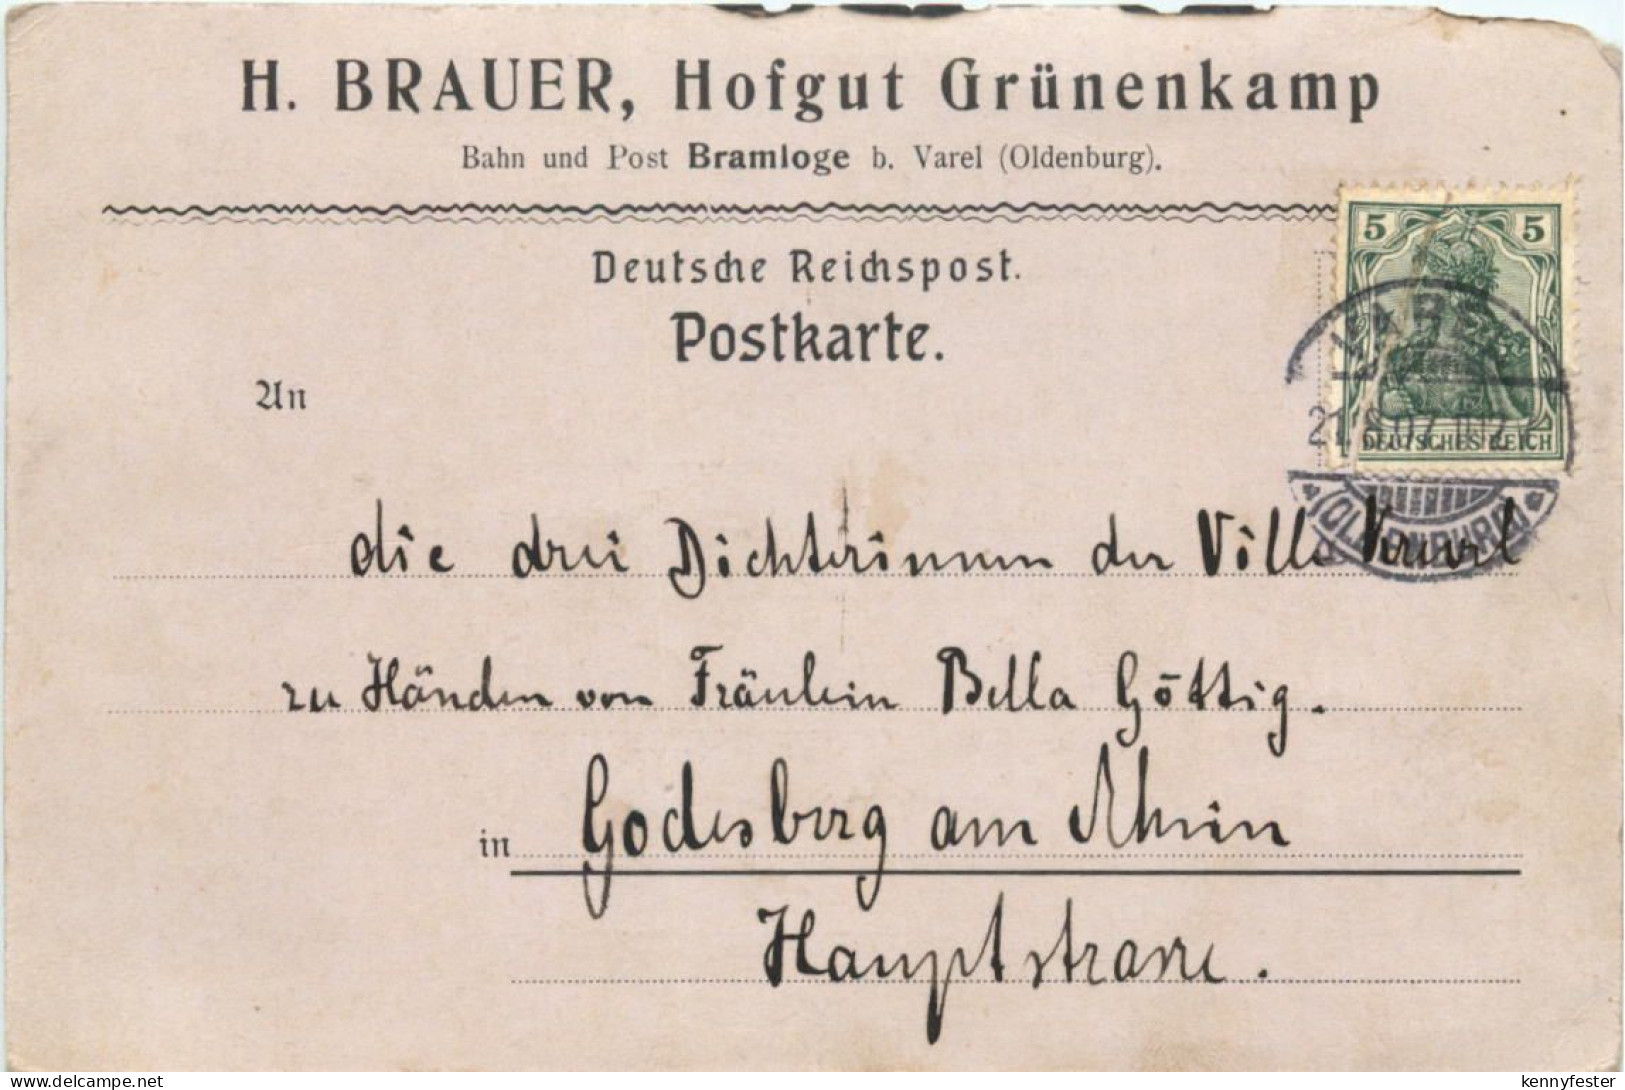 H. BRAUER, Hofgut Grünenkamp
Bahn und Post Bramloge b. Varel (Oldenburg).
Deutsche Reichspost.
Postkarte.
An
5 5
DEUTSCHES REICH
VAREL
OLDENBURG
die drei Dichterinnen der Villa
zu Händen von Fräulein Bella Göttig.
in Godesberg am Rhein
Hauptstrasse.
delcampe.net
kennyfester